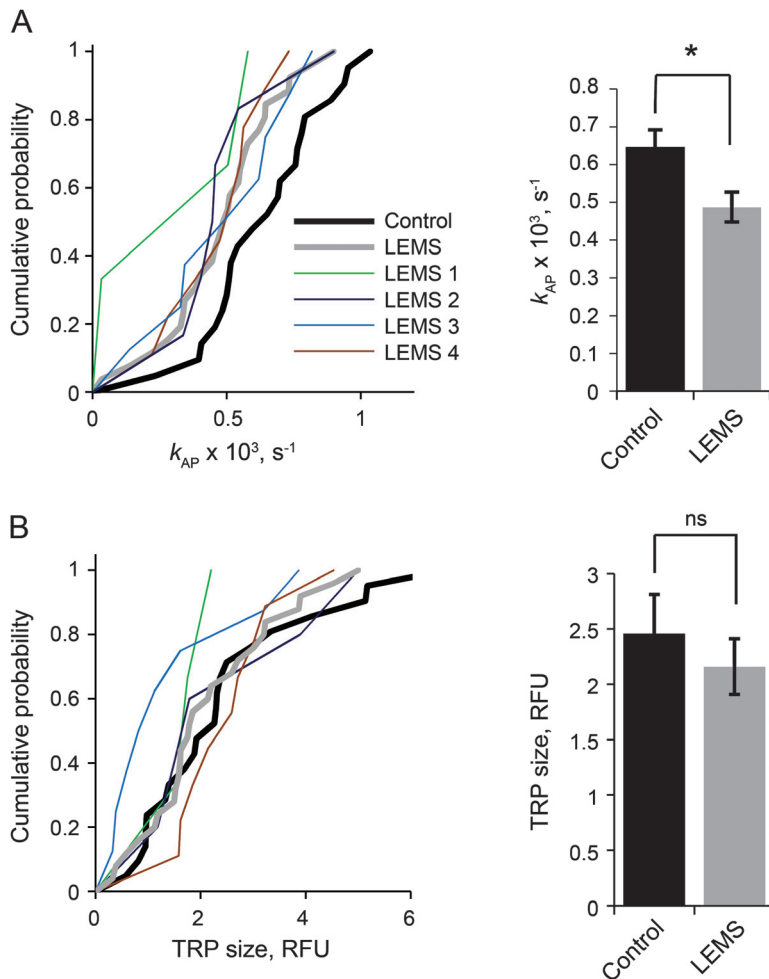 A
Cumulative probability
1
0.8
0.6
0.4
0.2
0
0
0.5
1
k_AP x 10³, s⁻¹
Control
LEMS
LEMS 1
LEMS 2
LEMS 3
LEMS 4
*
k_AP x 10³, s⁻¹
0.8
0.7
0.6
0.5
0.4
0.3
0.2
0.1
0
Control
LEMS
B
Cumulative probability
1
0.8
0.6
0.4
0.2
0
0
2
4
6
TRP size, RFU
ns
TRP size, RFU
3
2.5
2
1.5
1
0.5
0
Control
LEMS